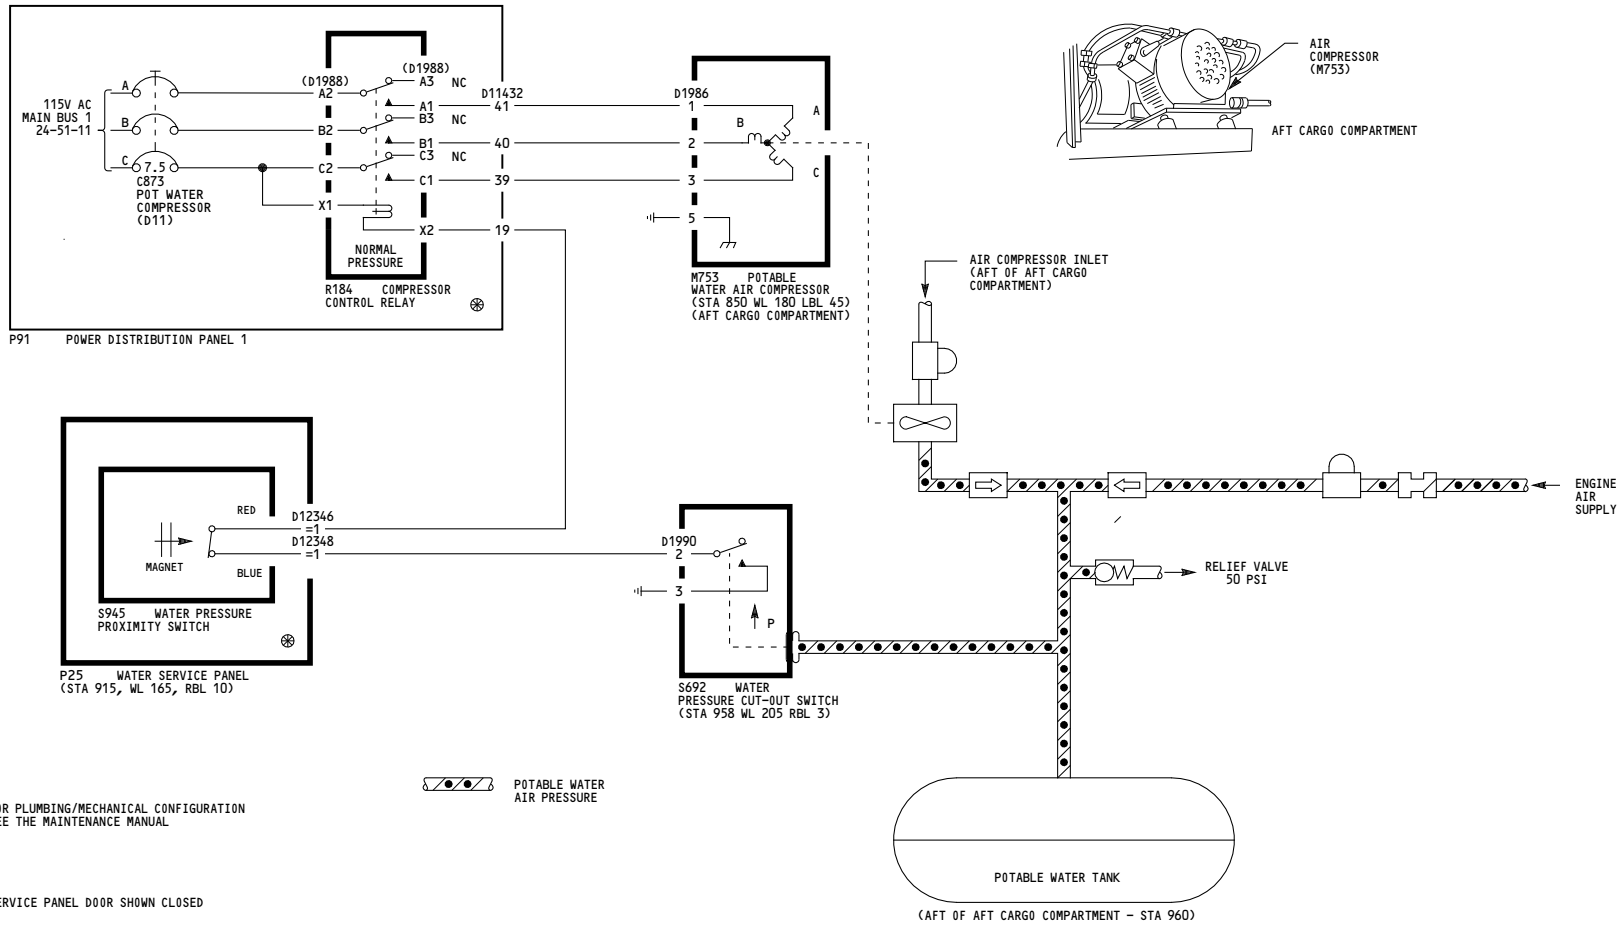 115V AC
MAIN BUS 1
24-51-11
A
B
C
7.5
C873
POT WATER
COMPRESSOR
(D11)
(D1988)
A2
B2
C2
X1
(D1988)
A3 NC
A1
B3 NC
B1
C3 NC
C1
X2
NORMAL
PRESSURE
R184 COMPRESSOR
CONTROL RELAY
D11432
41
40
39
19
P91 POWER DISTRIBUTION PANEL 1
D1986
1
2
3
5
A
B
C
M753 POTABLE
WATER AIR COMPRESSOR
(STA 850 WL 180 LBL 45)
(AFT CARGO COMPARTMENT)
AIR
COMPRESSOR
(M753)
AFT CARGO COMPARTMENT
AIR COMPRESSOR INLET
(AFT OF AFT CARGO
COMPARTMENT)
ENGINE
AIR
SUPPLY
RELIEF VALVE
50 PSI
RED
BLUE
MAGNET
D12346
=1
D12348
=1
S945 WATER PRESSURE
PROXIMITY SWITCH
P25 WATER SERVICE PANEL
(STA 915, WL 165, RBL 10)
D1990
2
3
P
S692 WATER
PRESSURE CUT-OUT SWITCH
(STA 958 WL 205 RBL 3)
POTABLE WATER
AIR PRESSURE
OR PLUMBING/MECHANICAL CONFIGURATION
EE THE MAINTENANCE MANUAL
ERVICE PANEL DOOR SHOWN CLOSED
POTABLE WATER TANK
(AFT OF AFT CARGO COMPARTMENT - STA 960)